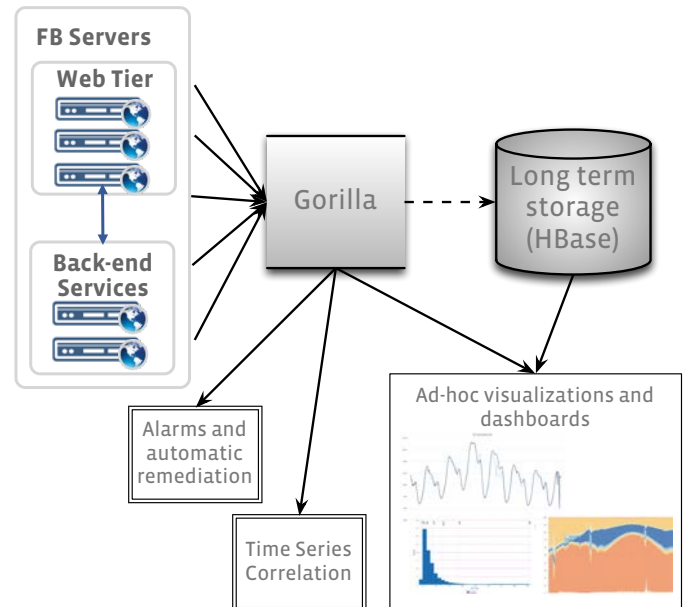 FB Servers
Web Tier
Back-end
Services
Gorilla
Long term
storage
(HBase)
Alarms and
automatic
remediation
Time Series
Correlation
Ad-hoc visualizations and
dashboards